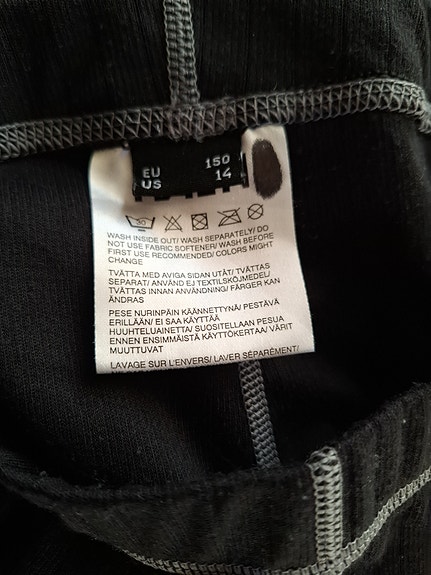 EU 150
US 14
30
WASH INSIDE OUT/ WASH SEPARATELY/ DO
NOT USE FABRIC SOFTENER/ WASH BEFORE
FIRST USE RECOMMENDED/ COLORS MIGHT
CHANGE
TVÄTTA MED AVIGA SIDAN UTÅT/ TVÄTTAS
SEPARAT/ ANVÄND EJ TEXTILSKÖJMEDEL/
TVÄTTAS INNAN ANVÄNDNING/ FÄRGER KAN
ÄNDRAS
PESE NURINPÄIN KÄÄNNETTYNÄ/ PESTÄVÄ
ERILLÄÄN/ EI SAA KÄYTTÄÄ
HUUHTELUAINETTA/ SUOSITELLAAN PESUA
ENNEN ENSIMMÄISTÄ KÄYTTÖKERTAA/ VÄRIT
MUUTTUVAT
LAVAGE SUR L'ENVERS/ LAVER SÉPARÉMENT/